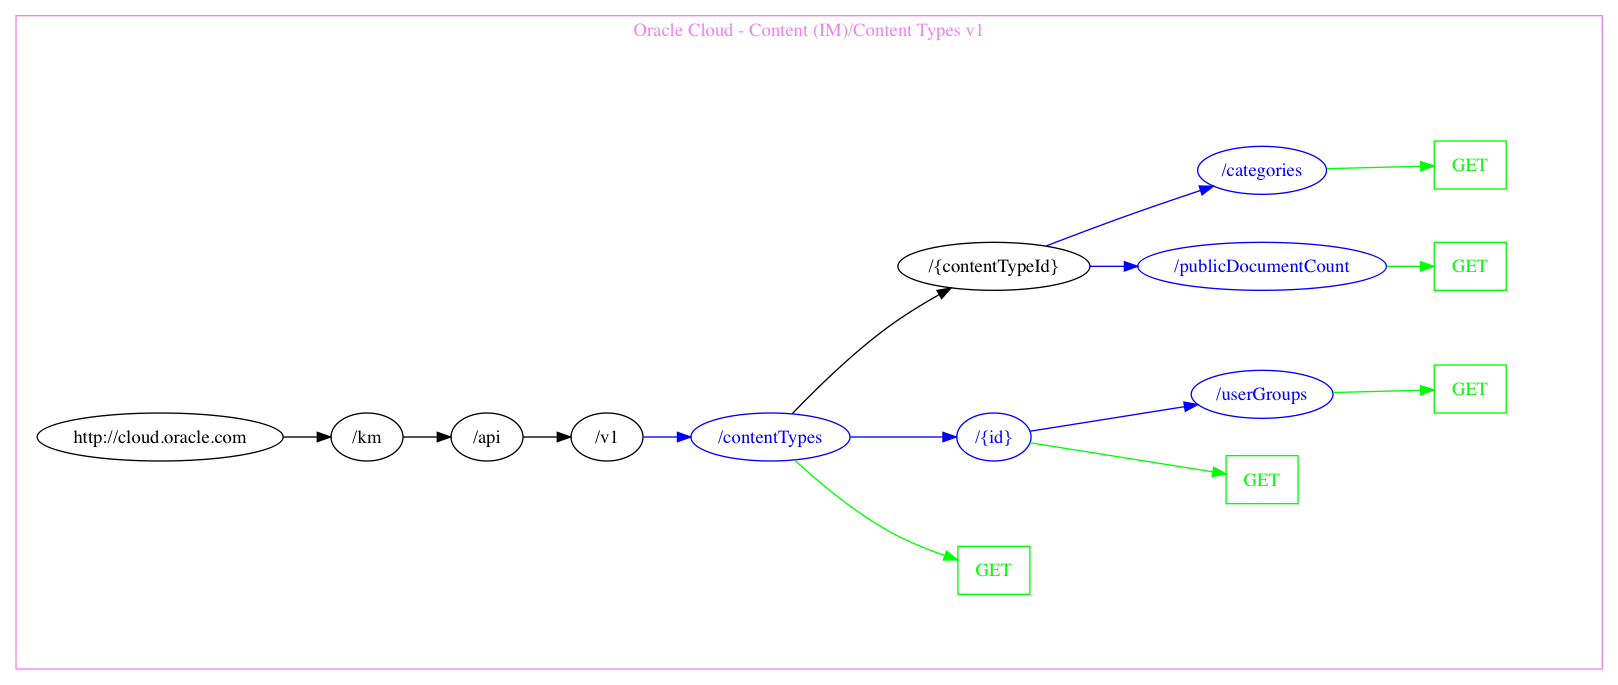 Oracle Cloud - Content (IM)/Content Types v1
/categories
GET
/{contentTypeId}
/publicDocumentCount
GET
/userGroups
GET
http://cloud.oracle.com
/km
/api
/v1
/contentTypes
/{id}
GET
GET